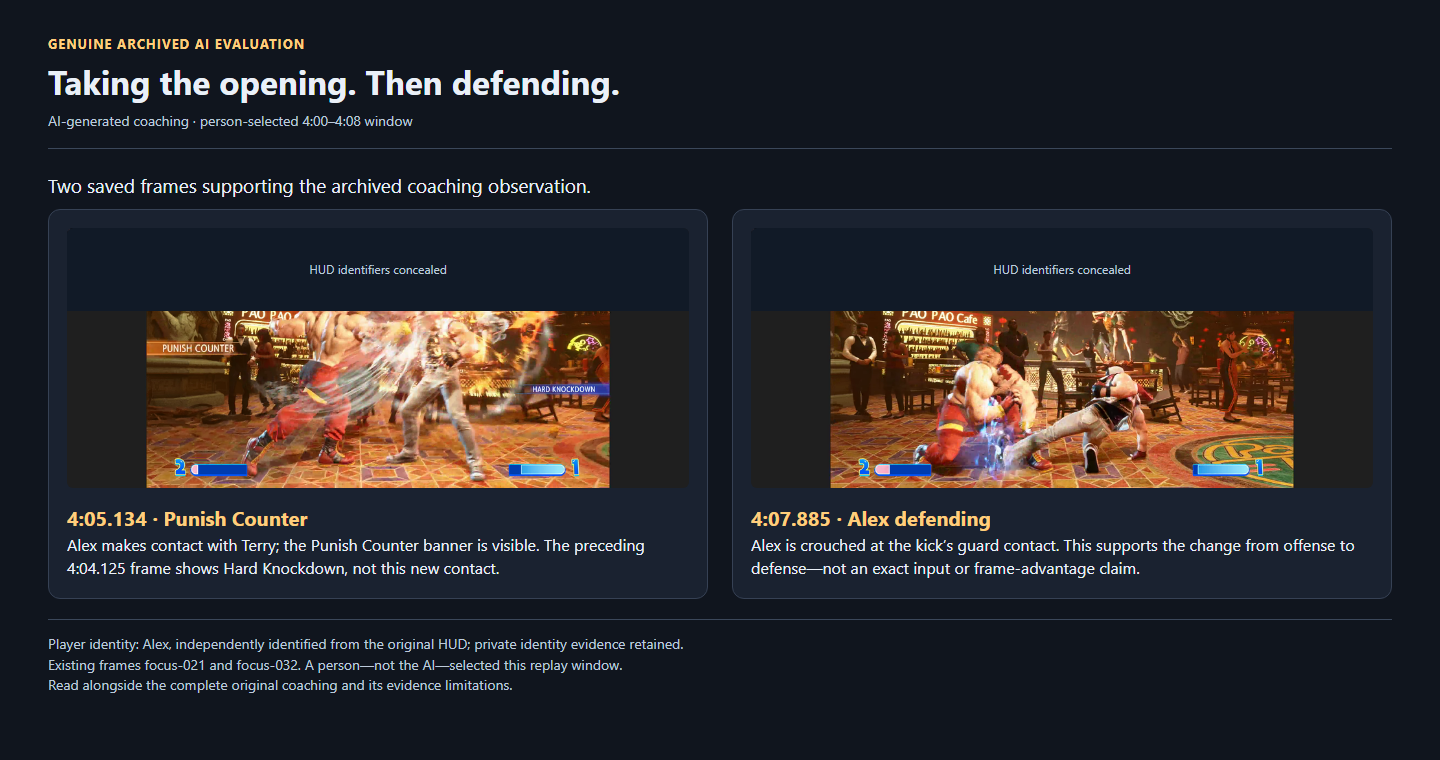 GENUINE ARCHIVED AI EVALUATION
Taking the opening. Then defending.
AI-generated coaching · person-selected 4:00–4:08 window
Two saved frames supporting the archived coaching observation.
HUD identifiers concealed
PAO PAO Cafe
PUNISH COUNTER
HARD KNOCKDOWN
2
1
4:05.134 · Punish Counter
Alex makes contact with Terry; the Punish Counter banner is visible. The preceding
4:04.125 frame shows Hard Knockdown, not this new contact.
HUD identifiers concealed
PAO PAO Cafe
2
1
4:07.885 · Alex defending
Alex is crouched at the kick’s guard contact. This supports the change from offense to
defense—not an exact input or frame-advantage claim.
Player identity: Alex, independently identified from the original HUD; private identity evidence retained.
Existing frames focus-021 and focus-032. A person—not the AI—selected this replay window.
Read alongside the complete original coaching and its evidence limitations.